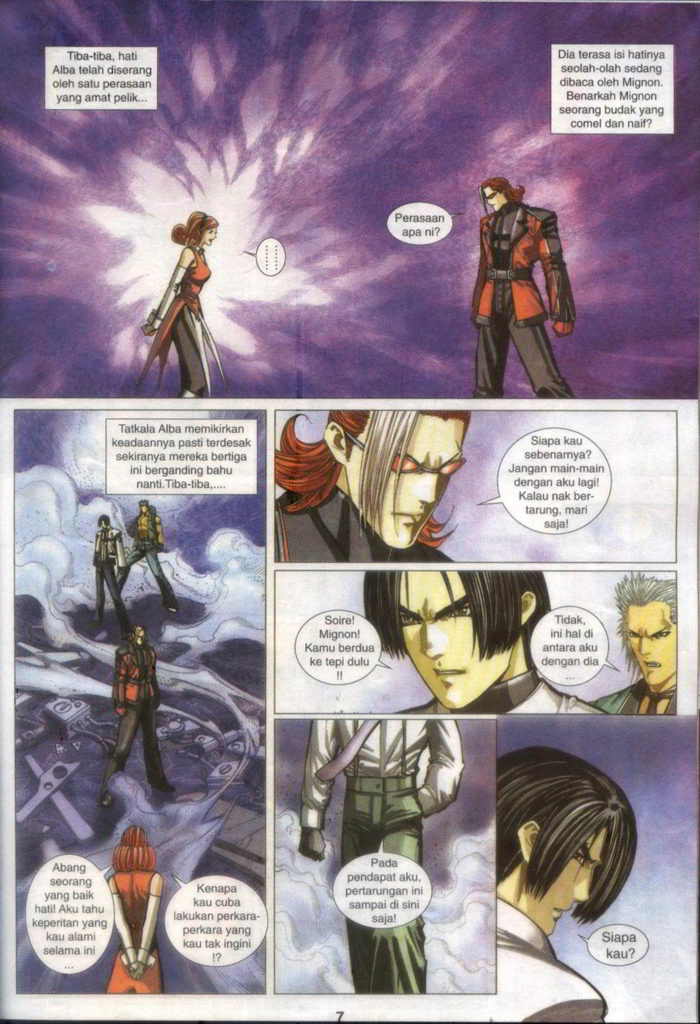 Tiba-tiba, hati
Alba telah diserang
oleh satu perasaan
yang amat pelik...
Dia terasa isi hatinya
seolah-olah sedang
dibaca oleh Mignon.
Benarkah Mignon
seorang budak yang
comel dan naif?
Perasaan
apa ni?
Tatkala Alba memikirkan
keadaannya pasti terdesak
sekiranya mereka bertiga
ini berganding bahu
nanti.Tiba-tiba,....
Abang
seorang
yang baik
hati! Aku tahu
keperitan yang
kau alami
selama ini
...
Kenapa
kau cuba
lakukan perkara-
perkara yang
kau tak ingini
!?
Siapa kau
sebenarnya?
Jangan main-main
dengan aku lagi!
Kalau nak ber-
tarung, mari
saja!
Soire!
Mignon!
Kamu berdua
ke tepi dulu
!!
Tidak,
ini hal di
antara aku
dengan dia
...
Pada
pendapat aku,
pertarungan ini
sampai di sini
saja!
Siapa
kau?
7